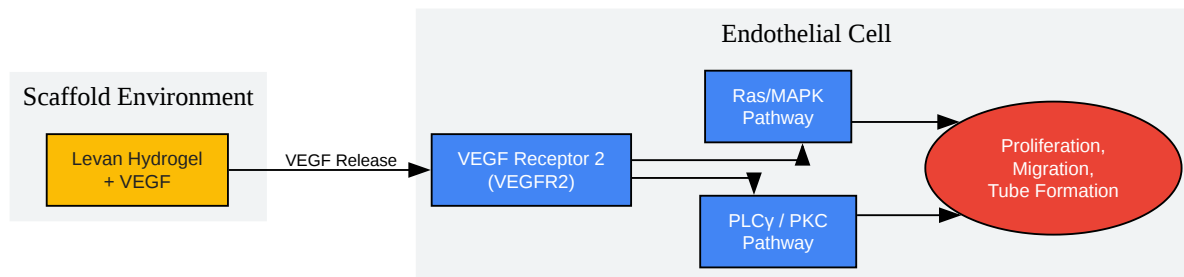 Scaffold Environment
Levan Hydrogel
+ VEGF
VEGF Release
Endothelial Cell
VEGF Receptor 2
(VEGFR2)
Ras/MAPK
Pathway
PLCγ / PKC
Pathway
Proliferation,
Migration,
Tube Formation